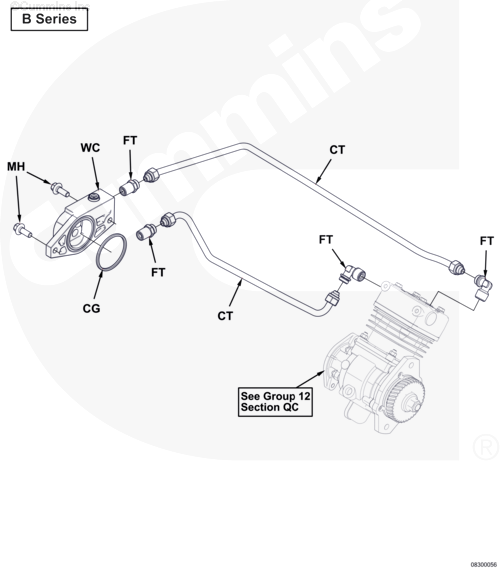 ©Cummins Inc.
B Series
Cummins
FT
WC
CT
MH
FT
FT
FT
CG
CT
See Group 12
Section QC
®
08300056